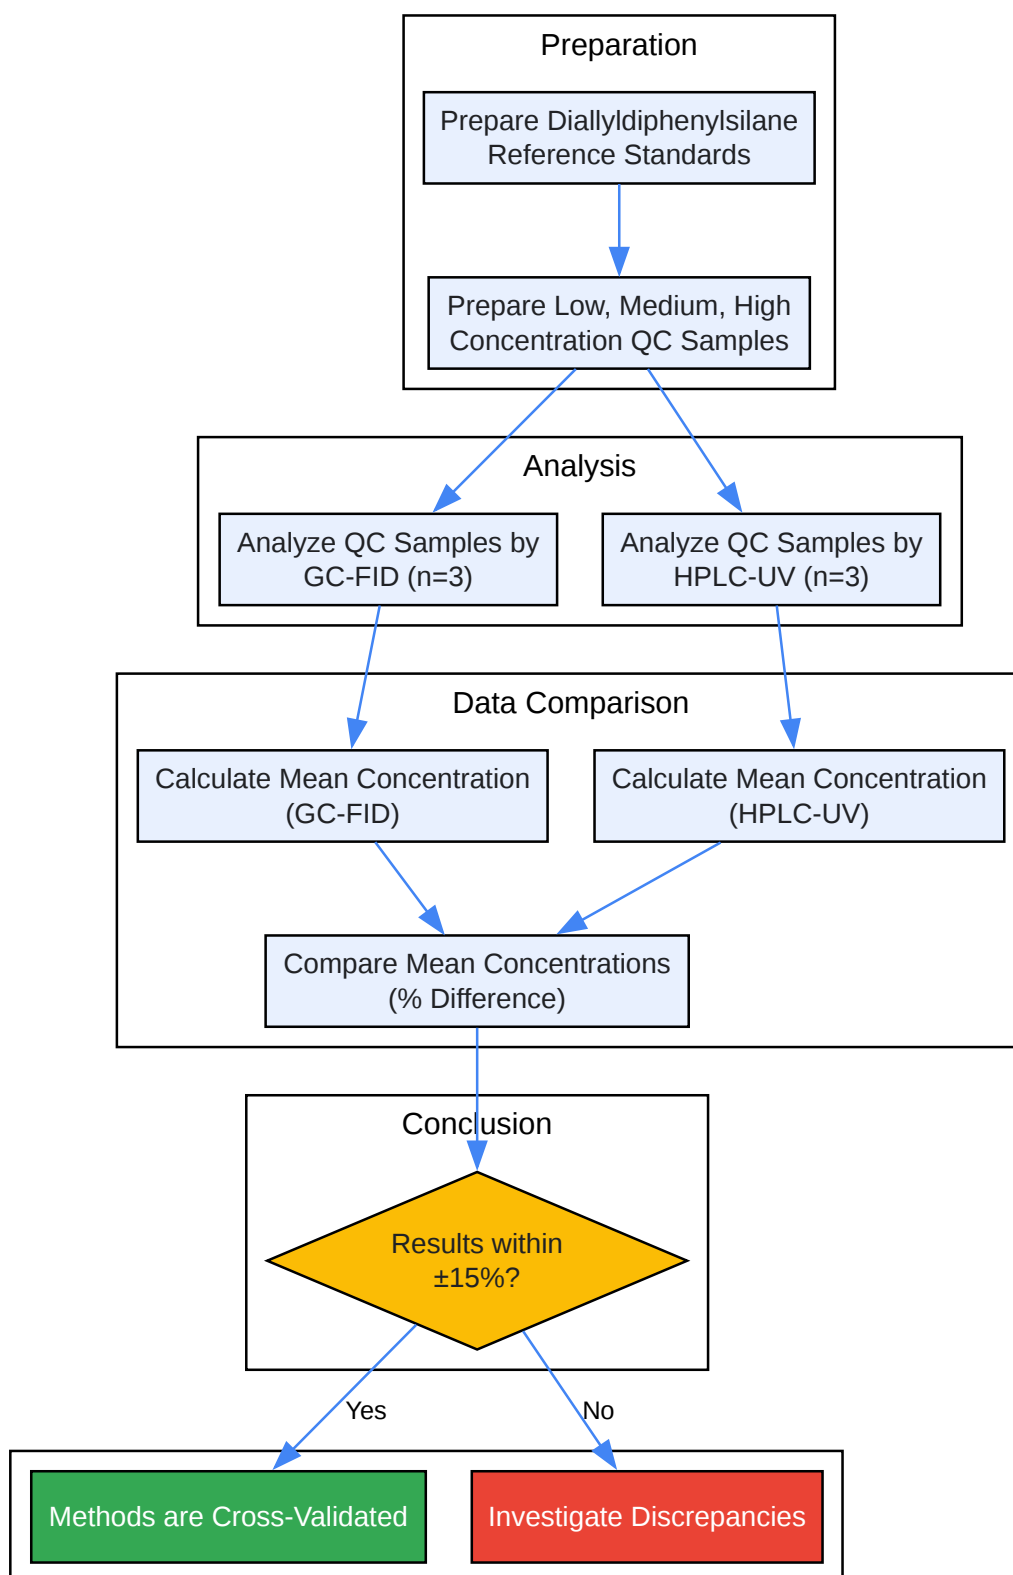 Preparation
Prepare Diallyldiphenylsilane
Reference Standards
Prepare Low, Medium, High
Concentration QC Samples
Analysis
Analyze QC Samples by
GC-FID (n=3)
Analyze QC Samples by
HPLC-UV (n=3)
Data Comparison
Calculate Mean Concentration
(GC-FID)
Calculate Mean Concentration
(HPLC-UV)
Compare Mean Concentrations
(% Difference)
Conclusion
Results within
±15%?
Yes
No
Methods are Cross-Validated
Investigate Discrepancies